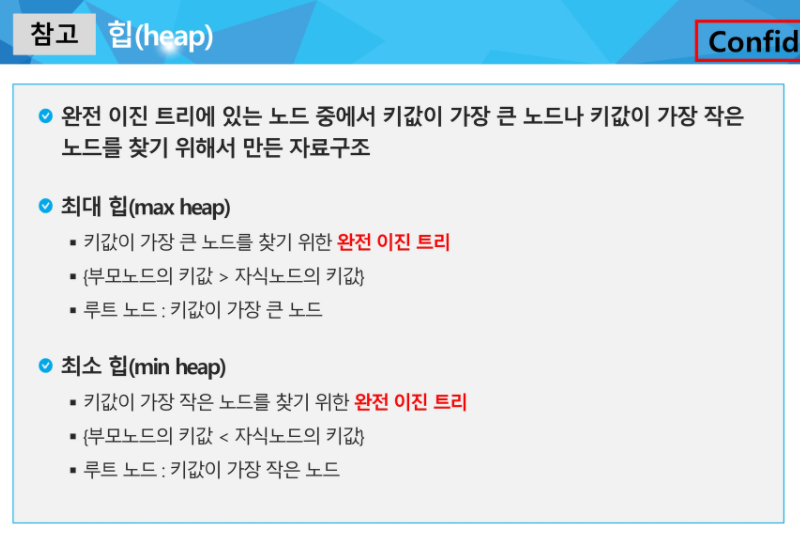 참고 힙(heap)
Confid
완전 이진 트리에 있는 노드 중에서 키값이 가장 큰 노드나 키값이 가장 작은
노드를 찾기 위해서 만든 자료구조
최대 힙(max heap)
▪ 키값이 가장 큰 노드를 찾기 위한 완전 이진 트리
▪ {부모노드의 키값 > 자식노드의 키값}
▪ 루트 노드 : 키값이 가장 큰 노드
최소 힙(min heap)
▪ 키값이 가장 작은 노드를 찾기 위한 완전 이진 트리
▪ {부모노드의 키값 < 자식노드의 키값}
▪ 루트 노드 : 키값이 가장 작은 노드